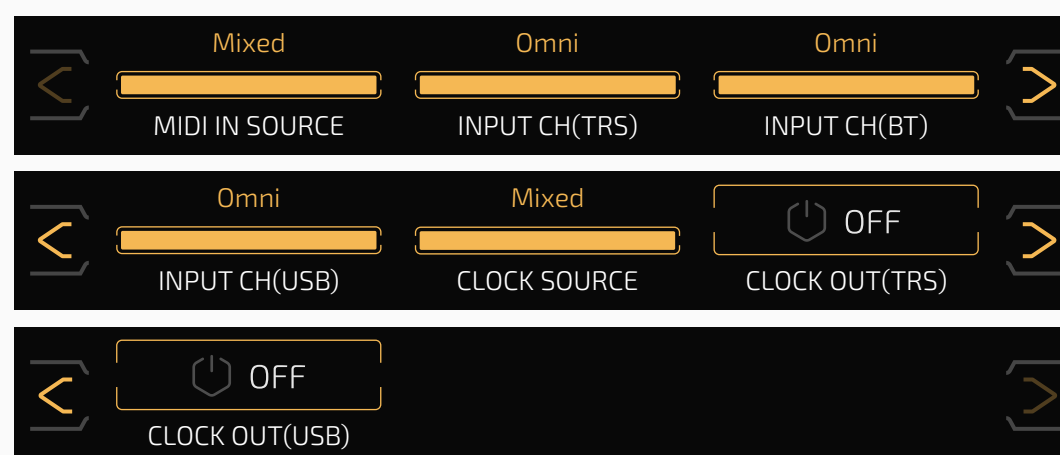 Mixed Omni Omni
MIDI IN SOURCE INPUT CH(TRS) INPUT CH(BT)
Omni Mixed OFF
INPUT CH(USB) CLOCK SOURCE CLOCK OUT(TRS)
OFF
CLOCK OUT(USB)